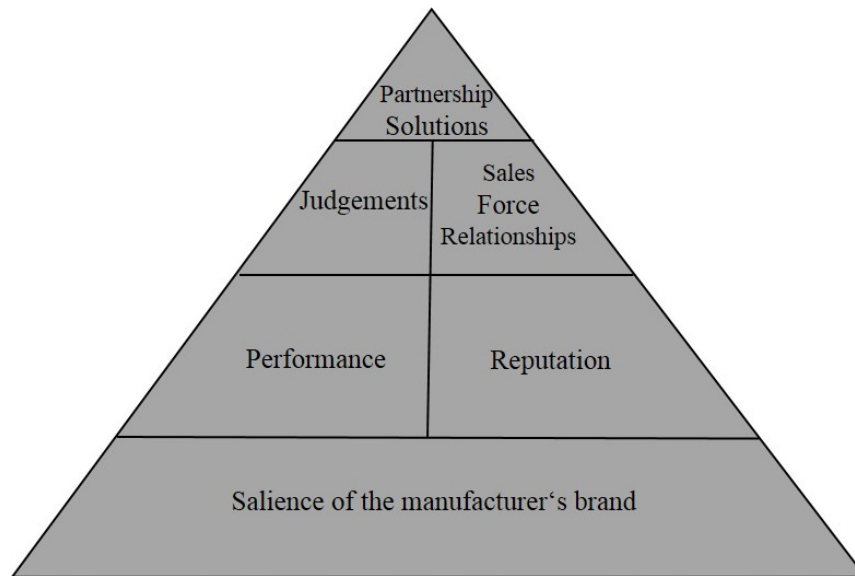 Partnership
Solutions
Judgements
Sales
Force
Relationships
Performance
Reputation
Salience of the manufacturer‘s brand